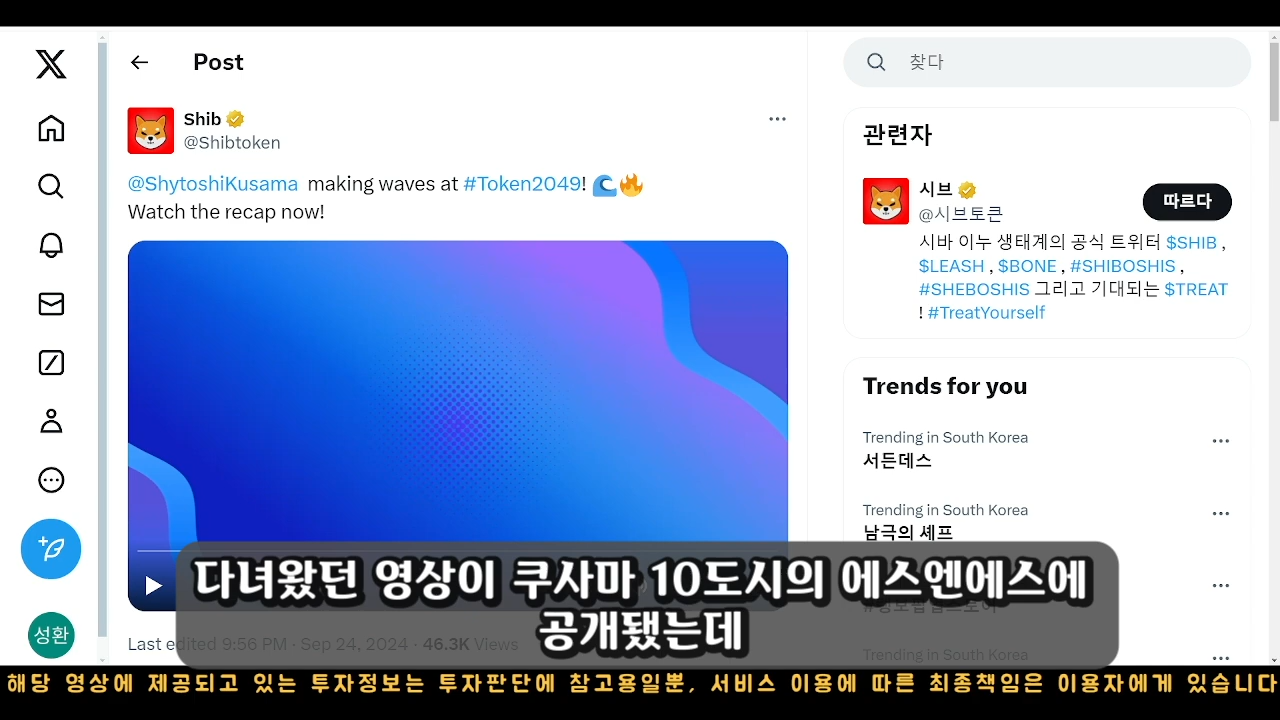 Post
Shib
@Shibtoken
@ShytoshiKusama making waves at #Token2049! 🌊🔥
Watch the recap now!
Last edited 9:56 PM · Sep 24, 2024 · 46.3K Views
성환
찾다
관련자
시브
@시브토큰
따르다
시바 이누 생태계의 공식 트위터 $SHIB ,
$LEASH , $BONE , #SHIBOSHIS ,
#SHEBOSHIS 그리고 기대되는 $TREAT
! #TreatYourself
Trends for you
Trending in South Korea
서든데스
Trending in South Korea
남극의 셰프
Trending in South Korea
다녀왔던 영상이 쿠사마 10도시의 에스엔에스에
공개됐는데
해당 영상에 제공되고 있는 투자정보는 투자판단에 참고용일뿐, 서비스 이용에 따른 최종책임은 이용자에게 있습니다